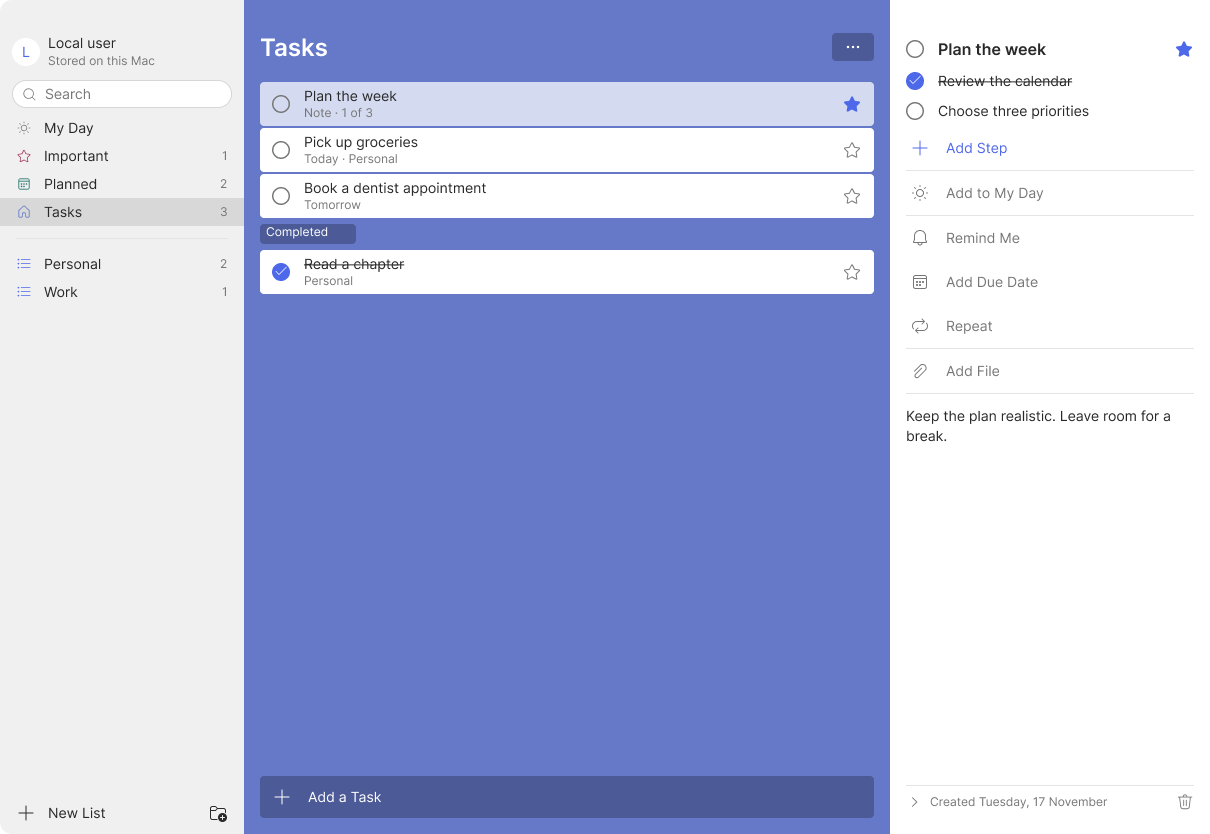 L
Local user
Stored on this Mac
Search
My Day
Important 1
Planned 2
Tasks 3
Personal 2
Work 1
New List
Tasks
Plan the week
Note · 1 of 3
Pick up groceries
Today · Personal
Book a dentist appointment
Tomorrow
Completed
Read a chapter
Personal
Add a Task
Plan the week
Review the calendar
Choose three priorities
Add Step
Add to My Day
Remind Me
Add Due Date
Repeat
Add File
Keep the plan realistic. Leave room for a
break.
Created Tuesday, 17 November